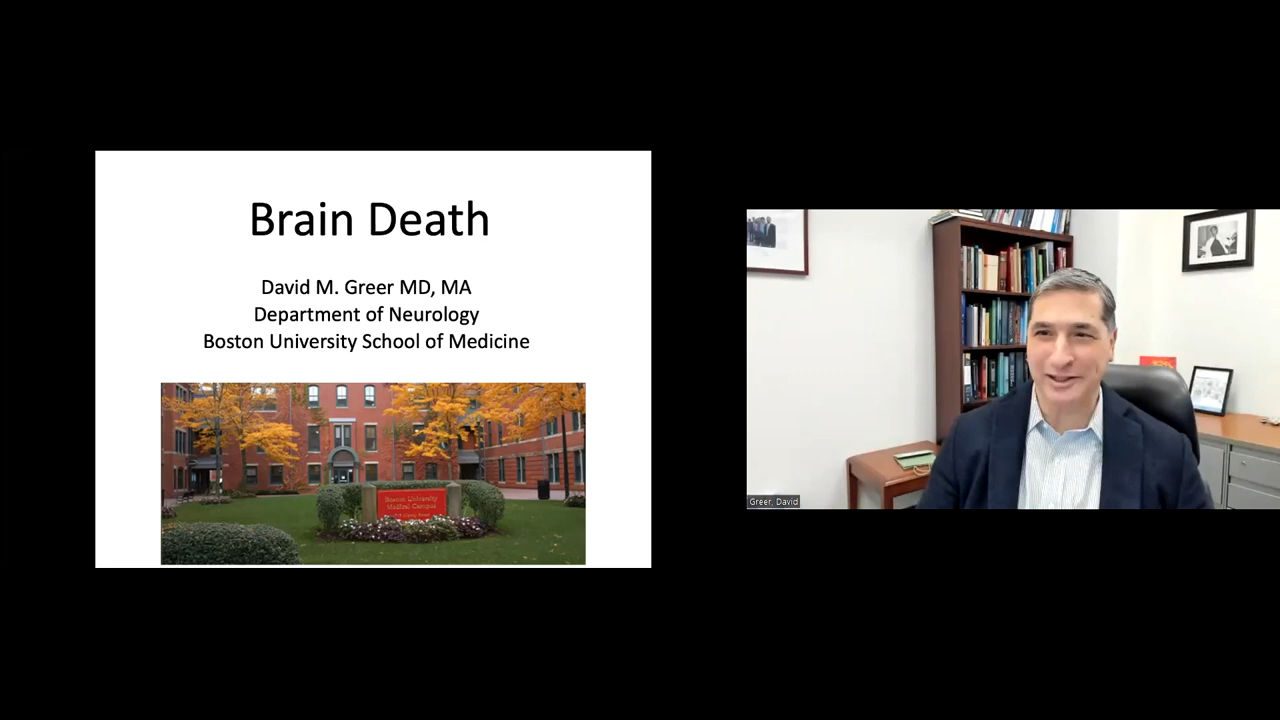 Brain Death
David M. Greer MD, MA
Department of Neurology
Boston University School of Medicine
Boston University
Medical Campus
Greer, David